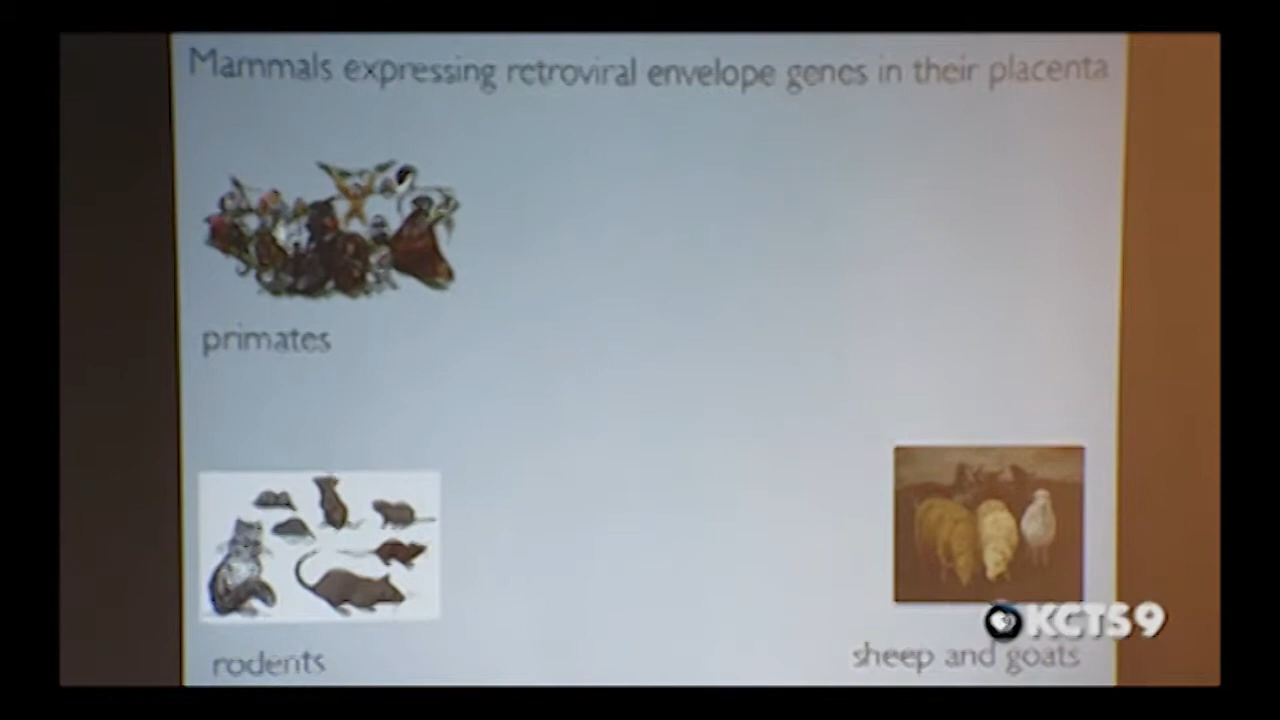 Mammals expressing retroviral envelope genes in their placenta
primates
rodents
KCTS9
sheep and goats